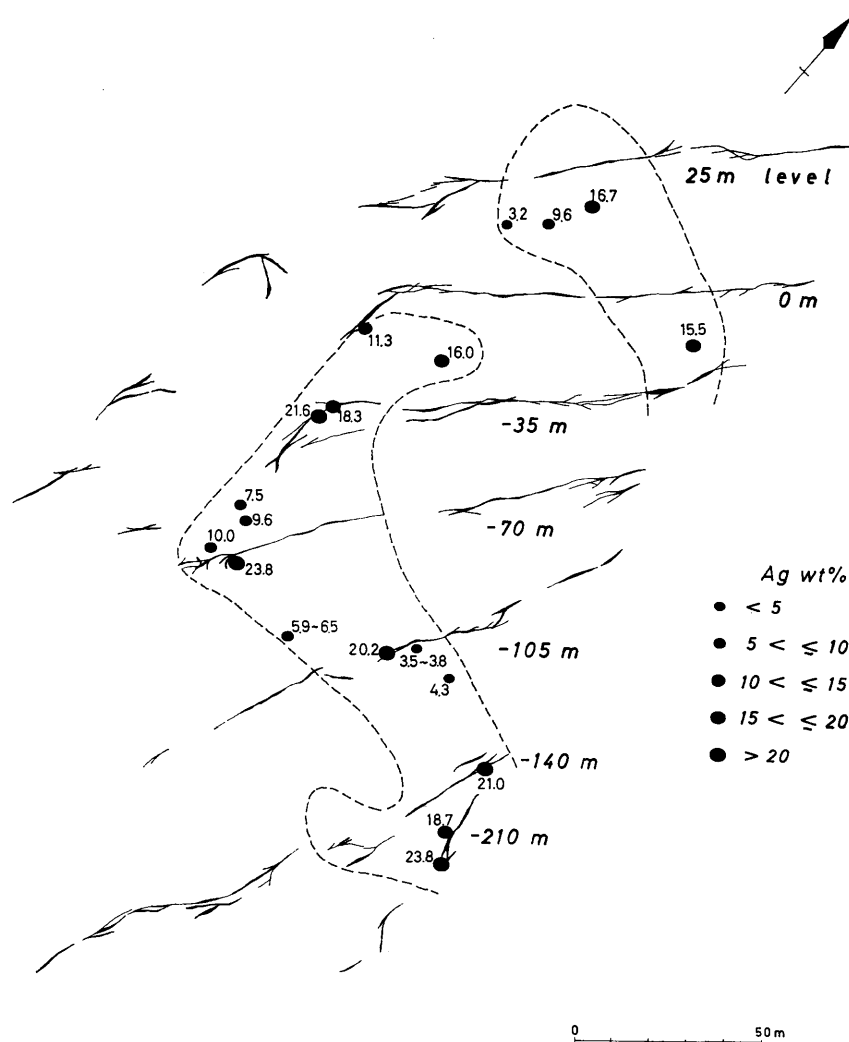 25m level
3.2 9.6 16.7
0 m
11.3
16.0
15.5
21.6 18.3
-35 m
7.5
9.6
-70 m
10.0
23.8
Ag wt%
< 5
5.9~6.5
20.2
3.5~3.8
-105 m
5 < ≦ 10
4.3
10 < ≦ 15
15 < ≦ 20
-140 m
> 20
21.0
18.7
-210 m
23.8
0 50m